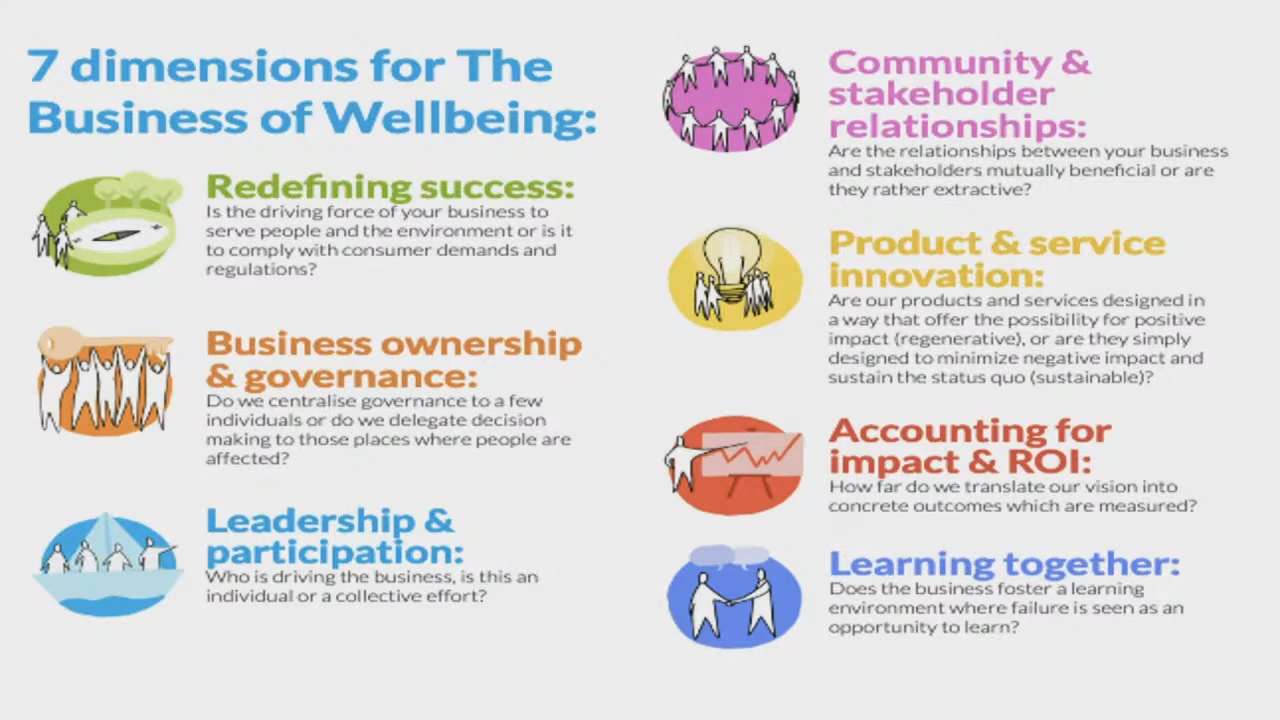 7 dimensions for The
Business of Wellbeing:
Redefining success:
Is the driving force of your business to
serve people and the environment or is it
to comply with consumer demands and
regulations?
Business ownership
& governance:
Do we centralise governance to a few
individuals or do we delegate decision
making to those places where people are
affected?
Leadership &
participation:
Who is driving the business, is this an
individual or a collective effort?
Community &
stakeholder
relationships:
Are the relationships between your business
and stakeholders mutually beneficial or are
they rather extractive?
Product & service
innovation:
Are our products and services designed in
a way that offer the possibility for positive
impact (regenerative), or are they simply
designed to minimize negative impact and
sustain the status quo (sustainable)?
Accounting for
impact & ROI:
How far do we translate our vision into
concrete outcomes which are measured?
Learning together:
Does the business foster a learning
environment where failure is seen as an
opportunity to learn?